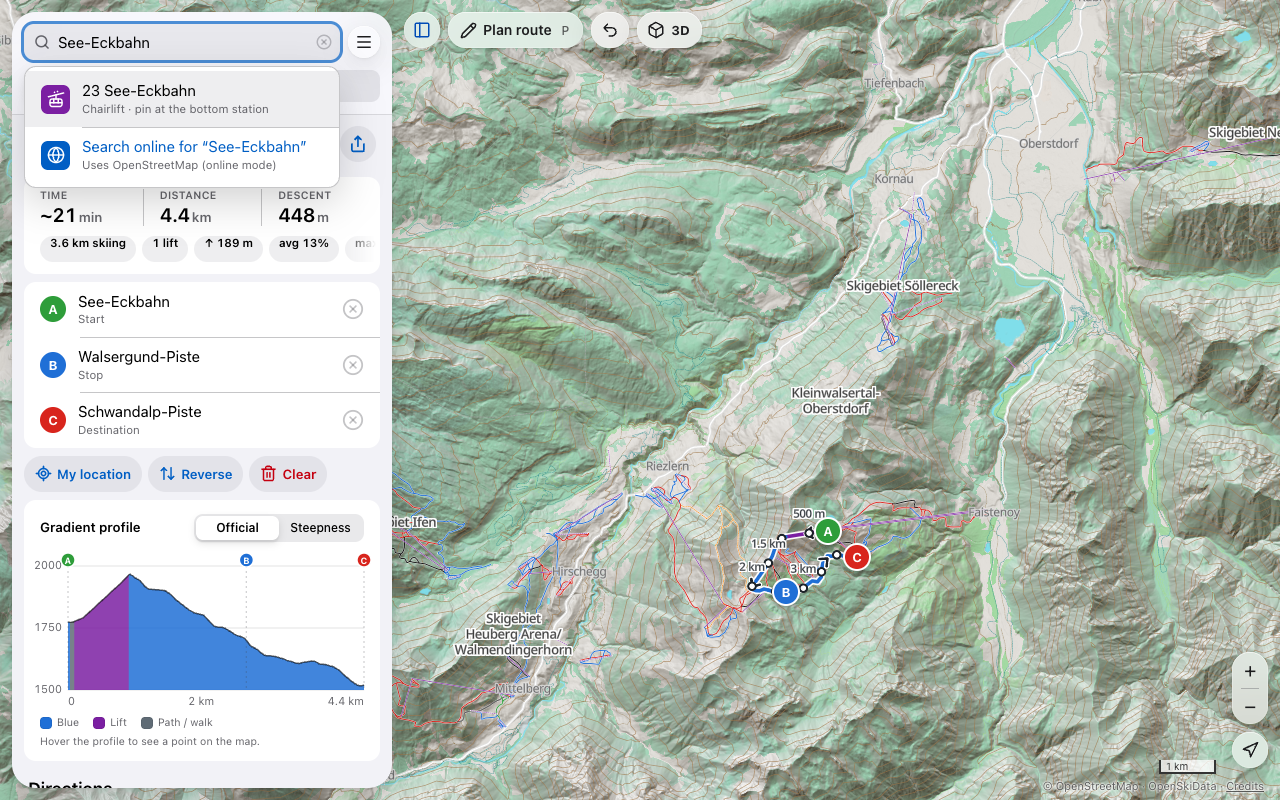 See-Eckbahn
23 See-Eckbahn
Chairlift · pin at the bottom station
Search online for “See-Eckbahn”
Uses OpenStreetMap (online mode)
Plan route P
3D
TIME
~21 min
DISTANCE
4.4 km
DESCENT
448 m
3.6 km skiing
1 lift
↑ 189 m
avg 13%
A
See-Eckbahn
Start
B
Walsergund-Piste
Stop
C
Schwandalp-Piste
Destination
My location
Reverse
Clear
Gradient profile
Official
Steepness
A
B
C
2000
1750
1500
0
2 km
4.4 km
Blue
Lift
Path / walk
Hover the profile to see a point on the map.
Directions
Tiefenbach
Oberstdorf
Skigebiet
Kornau
Skigebiet Söllereck
Kleinwalsertal-
Oberstdorf
Riezlern
Ifen
Faistenoy
Hirschegg
500 m
A
1.5 km
C
2 km
3 km
B
Skigebiet
Heuberg Arena/
Walmendingerhorn
Mittelberg
+
−
1 km
© OpenStreetMap · OpenSkiData · Credits